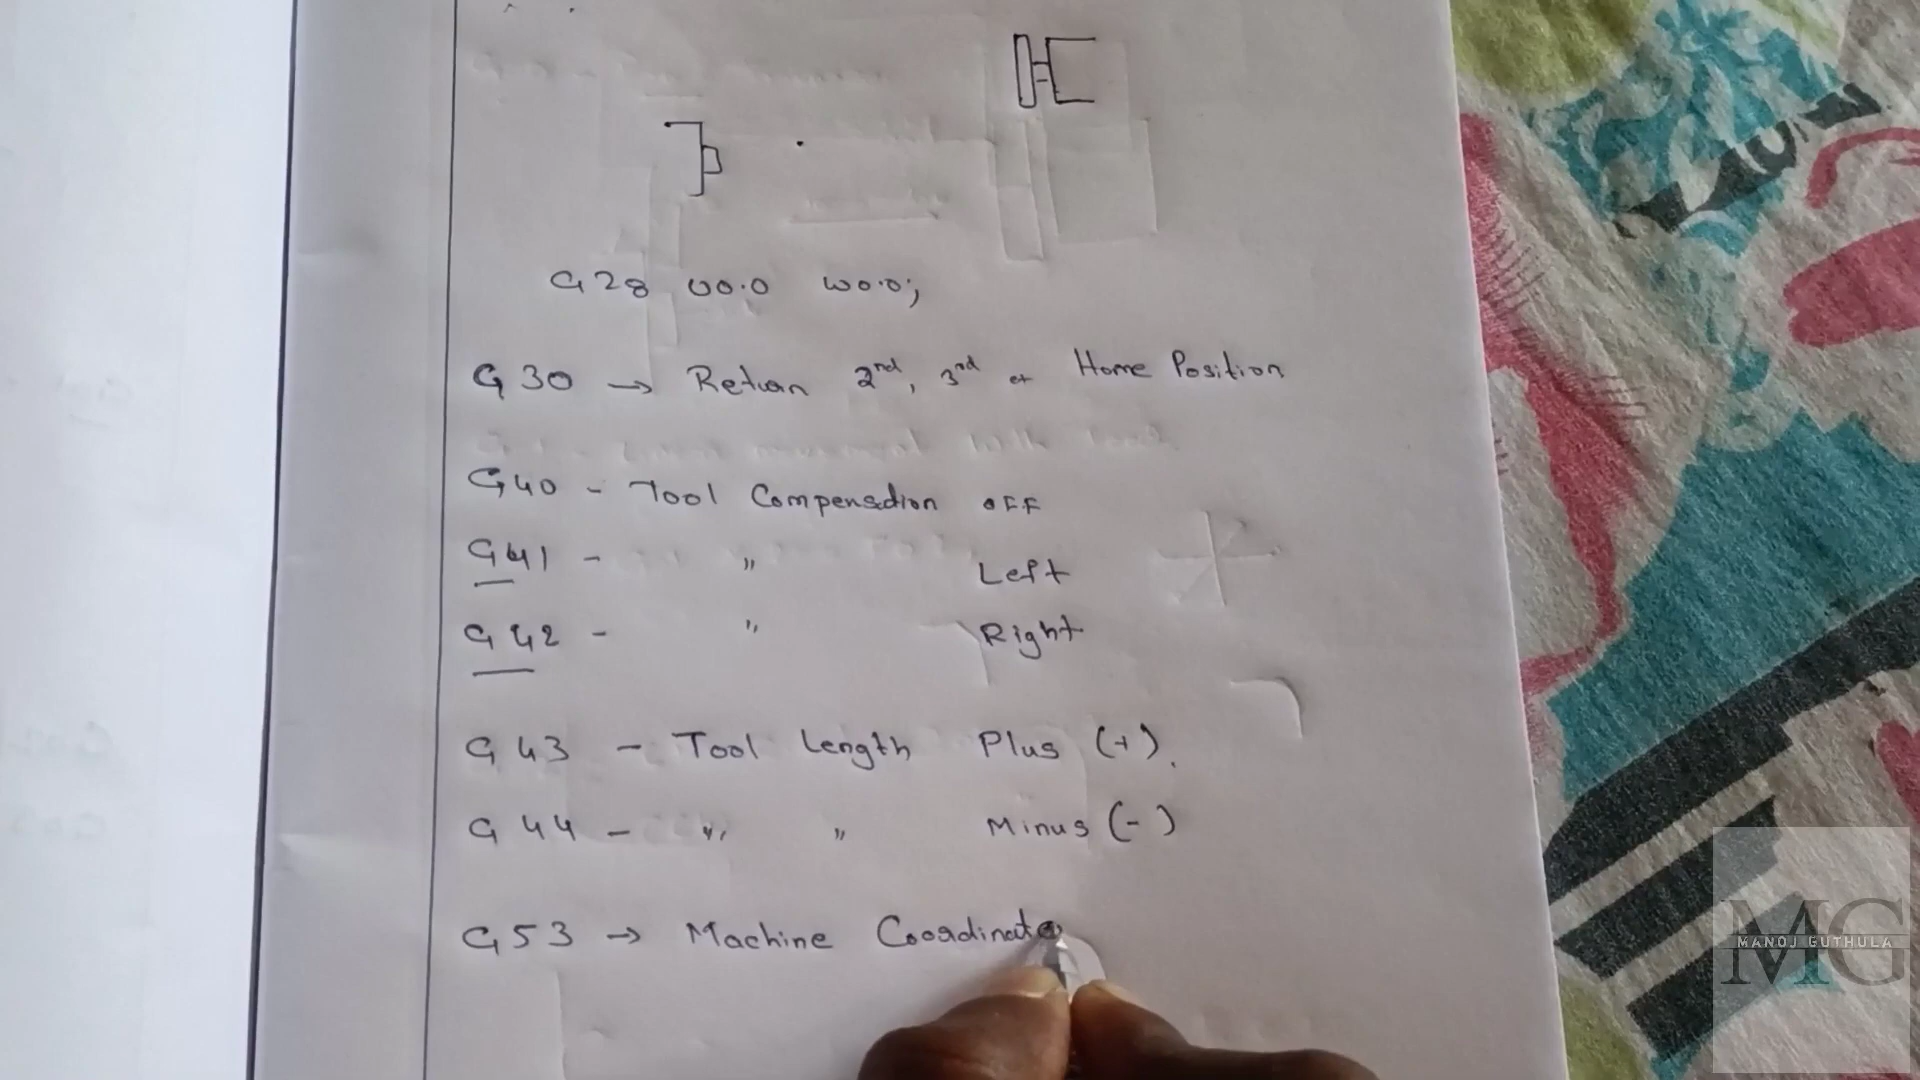 G28 U0.0 W0.0;
G30 → Return 2nd, 3rd Home Position
G40 - Tool Compensation OFF
G41 - " Left
G42 - " Right
G43 - Tool Length Plus (+).
G44 - " " Minus (-)
G53 → Machine Coordinate
MG
MANOJ GUTHULA